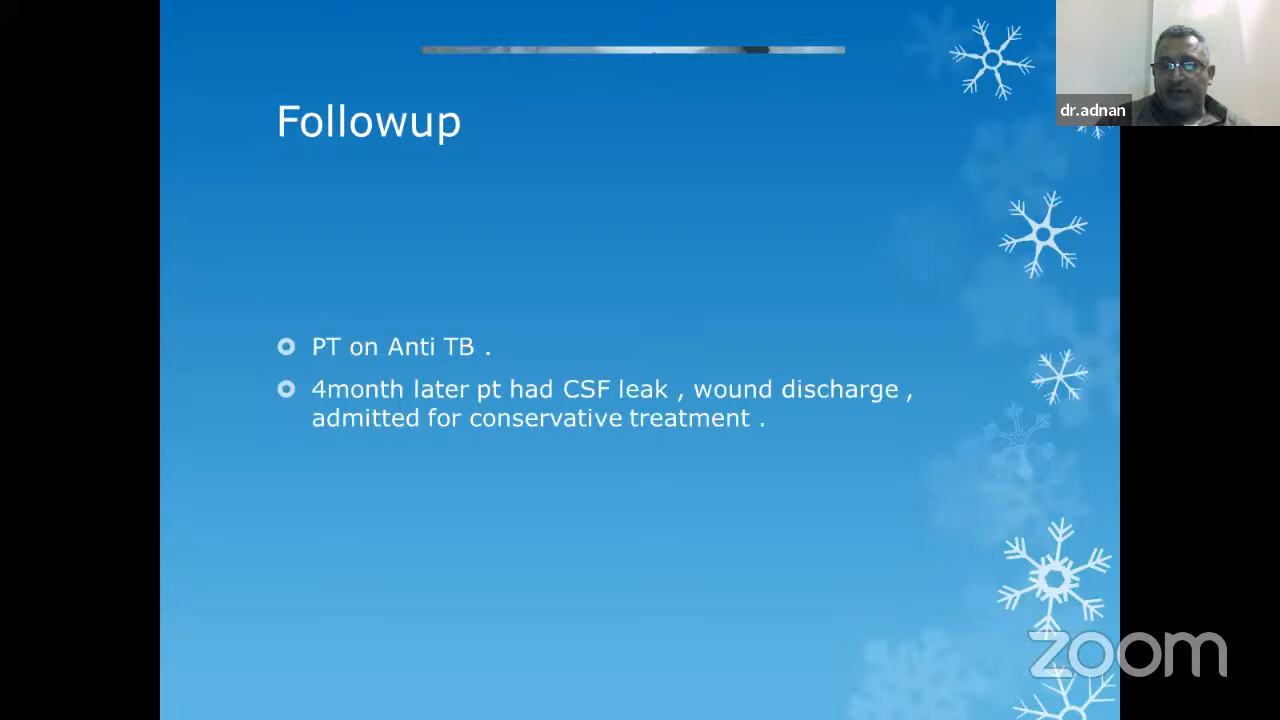 dr.adnan
Followup
PT on Anti TB .
4month later pt had CSF leak , wound discharge ,
admitted for conservative treatment .
zoom